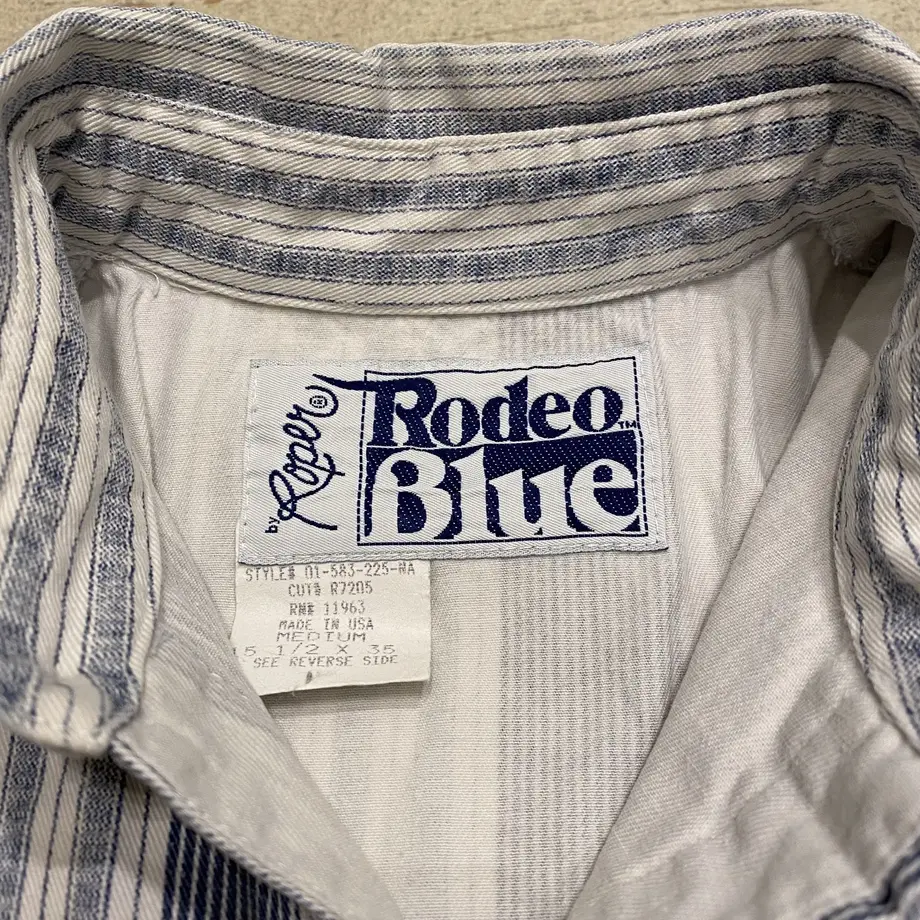 by Roper®
Rodeo™
Blue
STYLE# 01-583-225-NA
CUT# R7205
RN# 11963
MADE IN USA
MEDIUM
15 1/2 X 35
SEE REVERSE SIDE